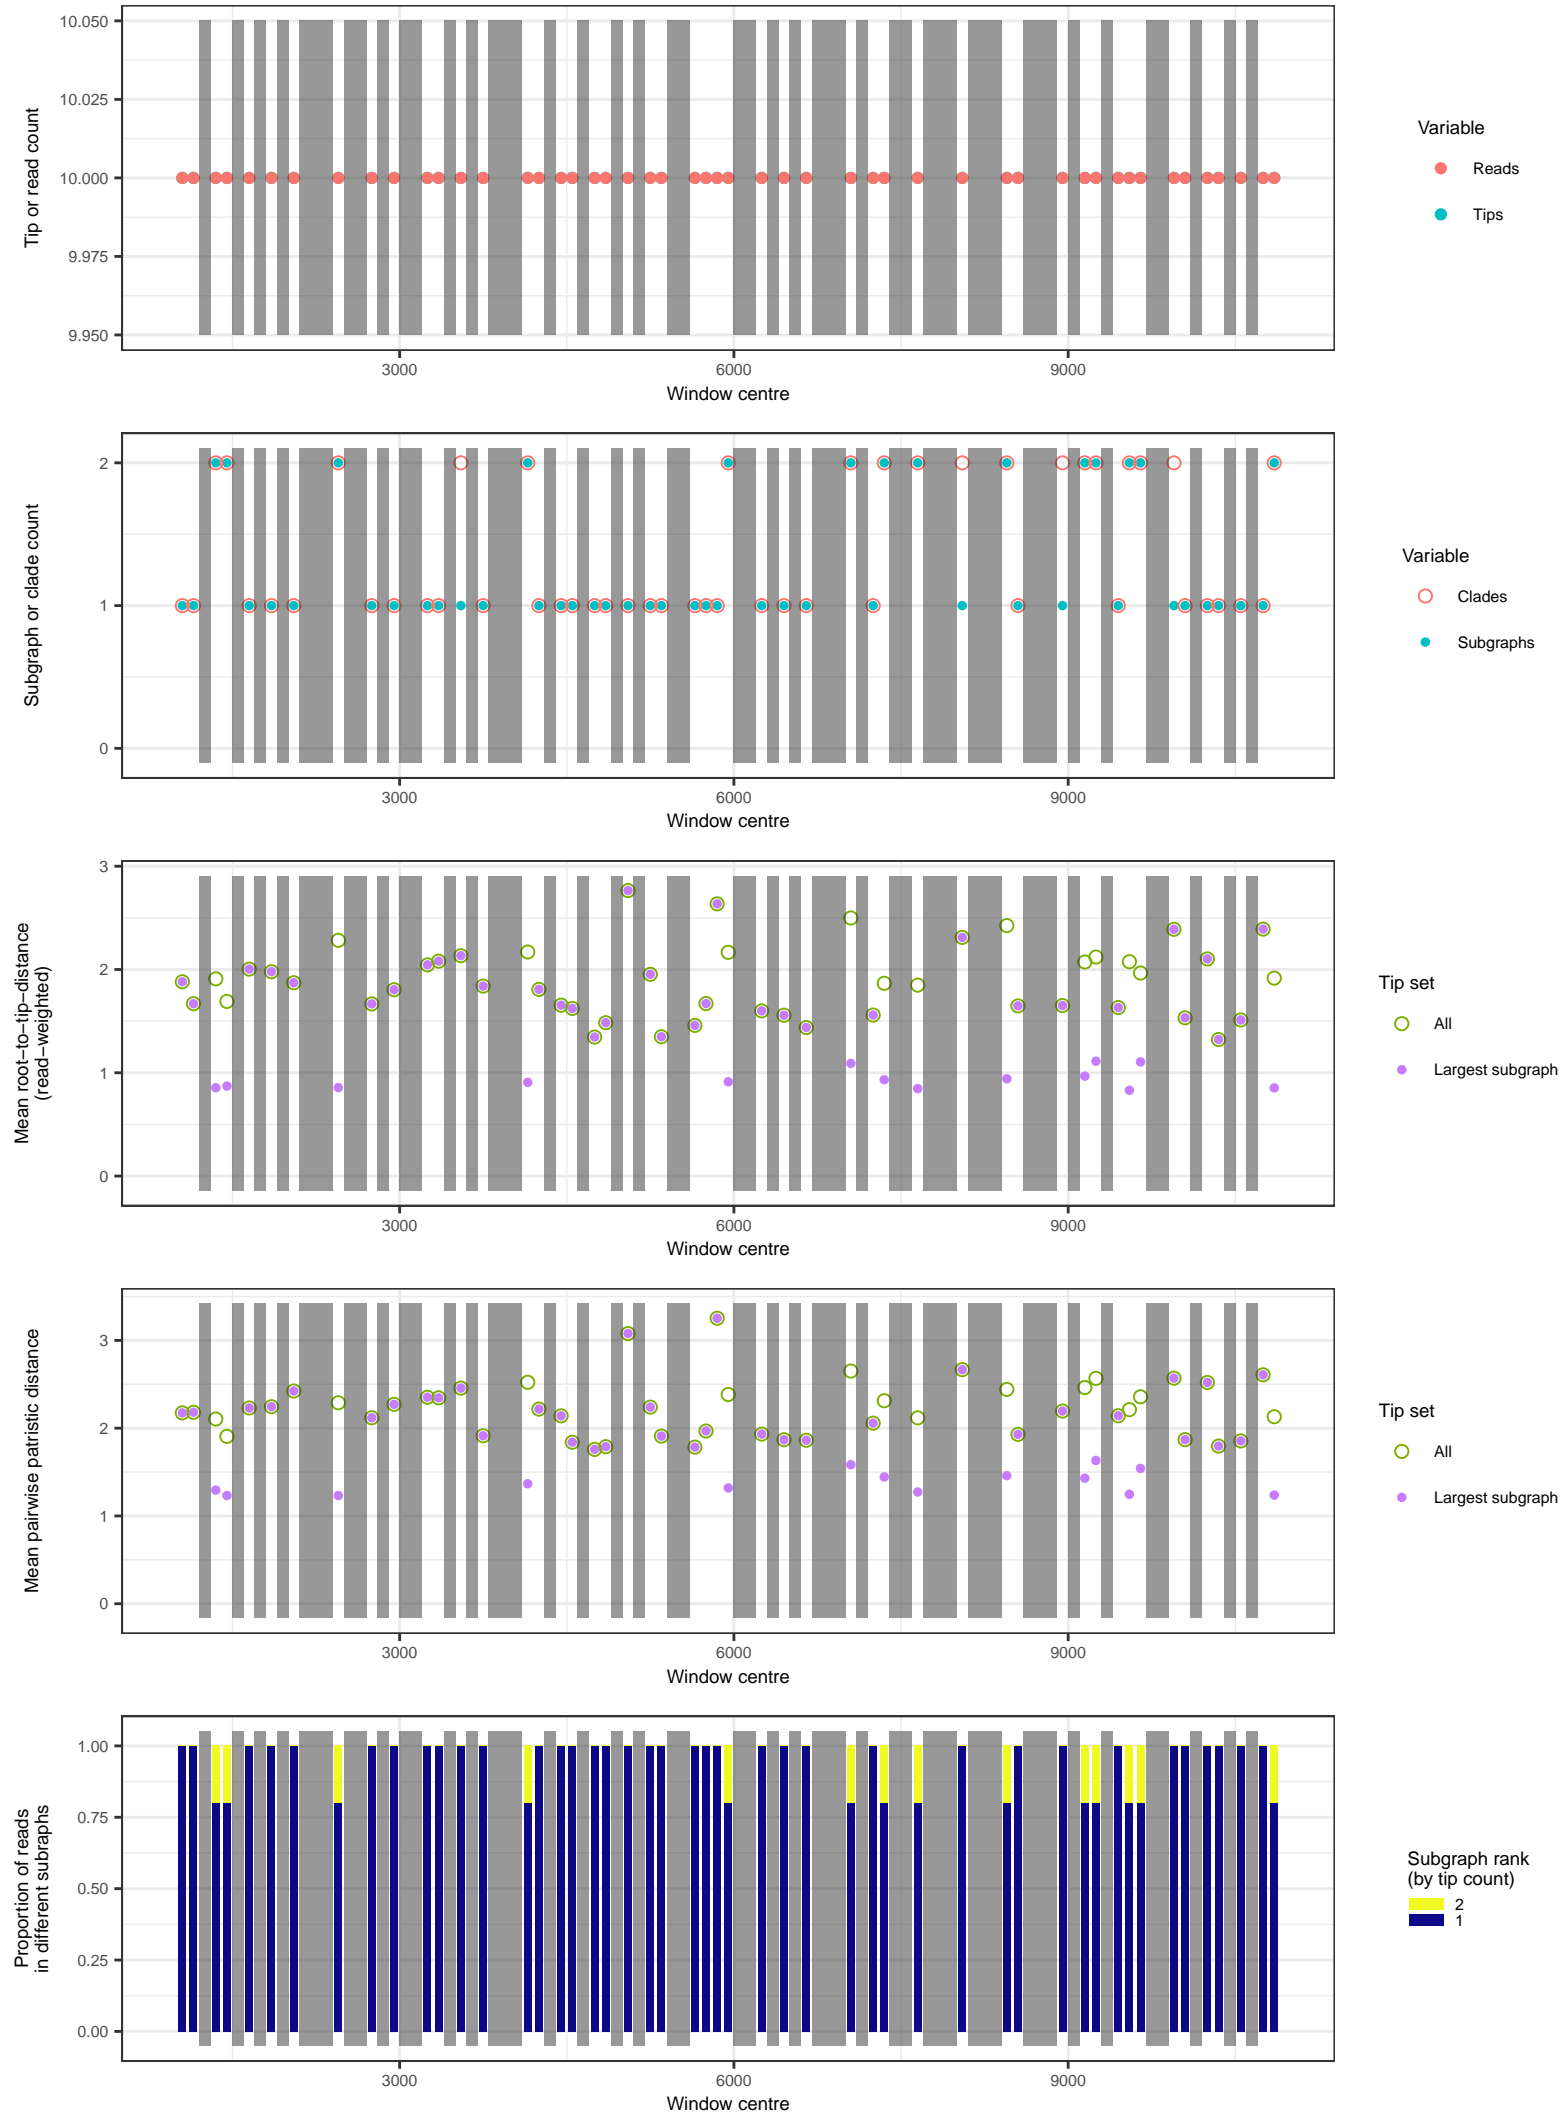 10.050
10.025
10.000
9.975
9.950
Tip or read count
3000
6000
9000
Window centre
Variable
Reads
Tips
2
1
0
Subgraph or clade count
3000
6000
9000
Window centre
Variable
Clades
Subgraphs
3
2
1
0
Mean root−to−tip−distance
(read−weighted)
3000
6000
9000
Window centre
Tip set
All
Largest subgraph
3
2
1
0
Mean pairwise patristic distance
3000
6000
9000
Window centre
Tip set
All
Largest subgraph
1.00
0.75
0.50
0.25
0.00
Proportion of reads
in different subraphs
3000
6000
9000
Window centre
Subgraph rank
(by tip count)
2
1